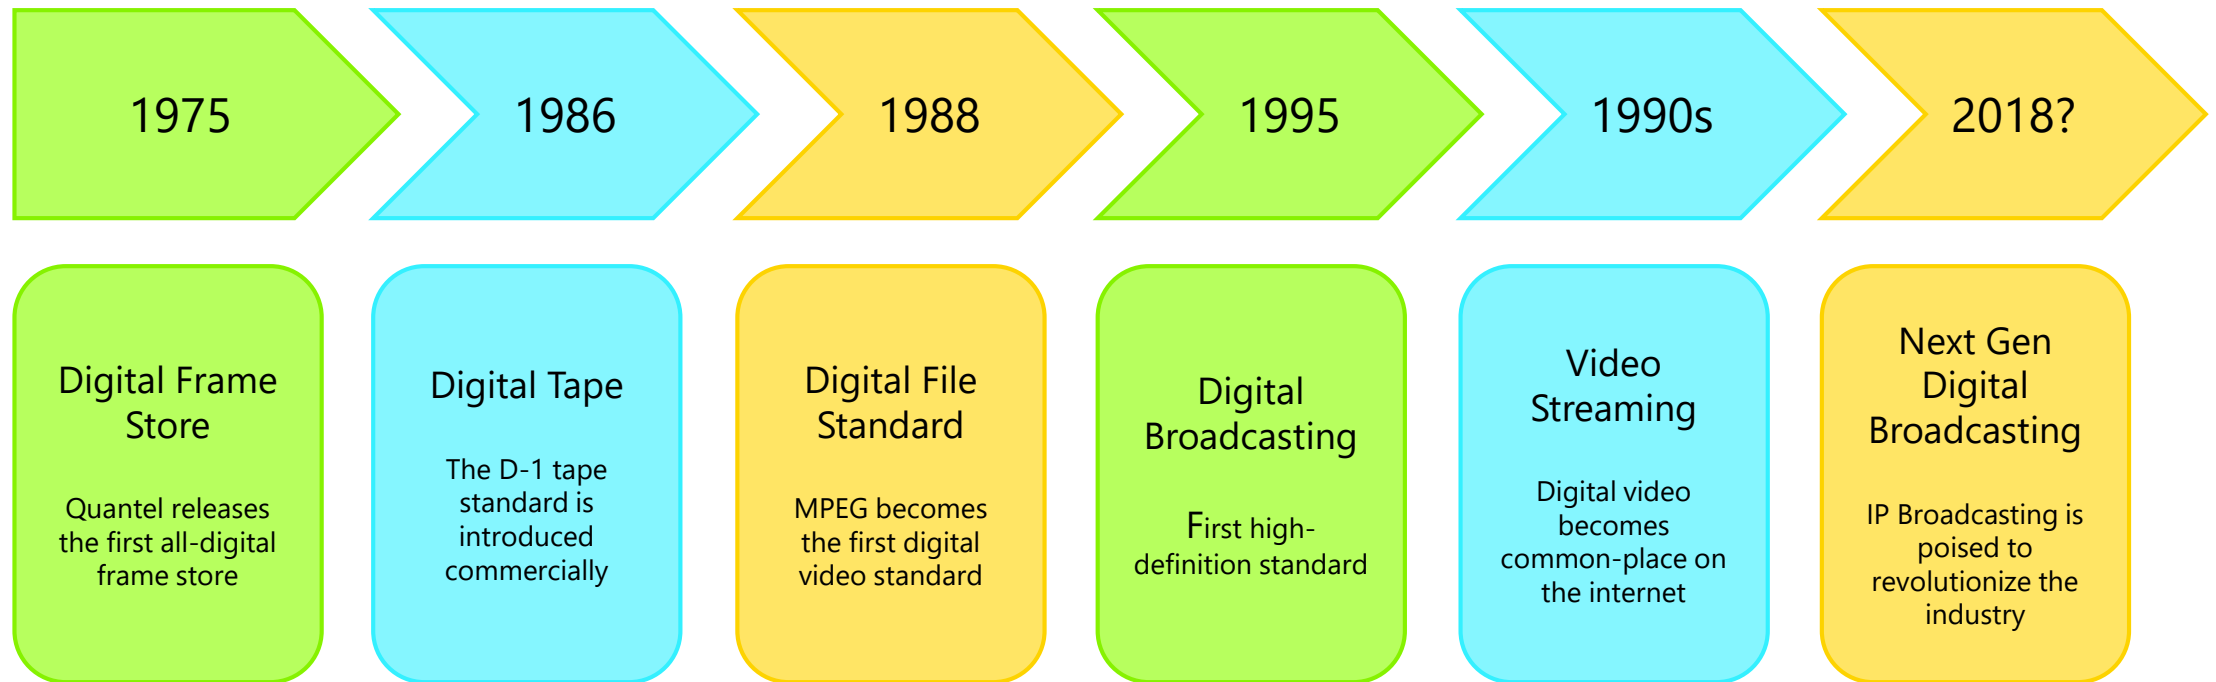 1975
1986
1988
1995
1990s
2018?
Digital Frame
Store
Quantel releases
the first all-digital
frame store
Digital Tape
The D-1 tape
standard is
introduced
commercially
Digital File
Standard
MPEG becomes
the first digital
video standard
Digital
Broadcasting
First high-
definition standard
Video
Streaming
Digital video
becomes
common-place on
the internet
Next Gen
Digital
Broadcasting
IP Broadcasting is
poised to
revolutionize the
industry